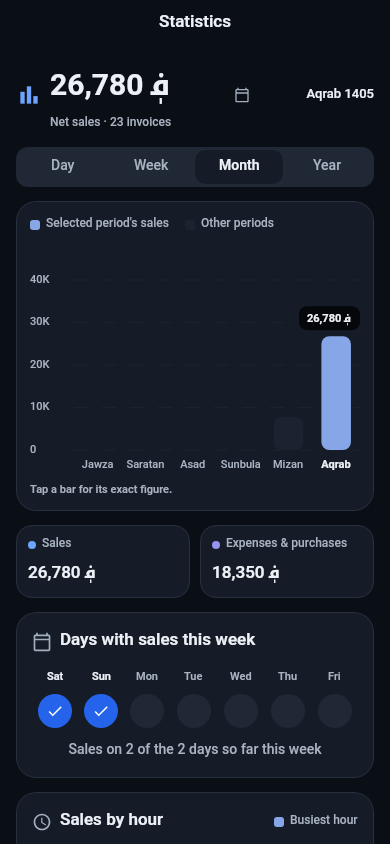 Statistics
26,780 ؋
Net sales · 23 invoices
Aqrab 1405
Day Week Month Year
Selected period's sales Other periods
40K
26,780 ؋
30K
20K
10K
0
Jawza Saratan Asad Sunbula Mizan Aqrab
Tap a bar for its exact figure.
Sales
26,780 ؋
Expenses & purchases
18,350 ؋
Days with sales this week
Sat Sun Mon Tue Wed Thu Fri
Sales on 2 of the 2 days so far this week
Sales by hour
Busiest hour